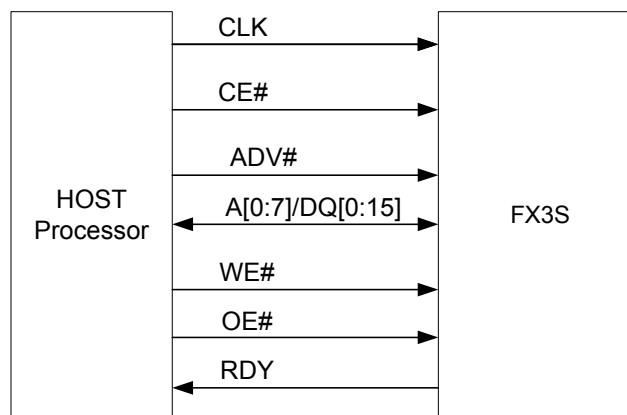 CLK
CE#
ADV#
HOST
Processor
A[0:7]/DQ[0:15]
FX3S
WE#
OE#
RDY